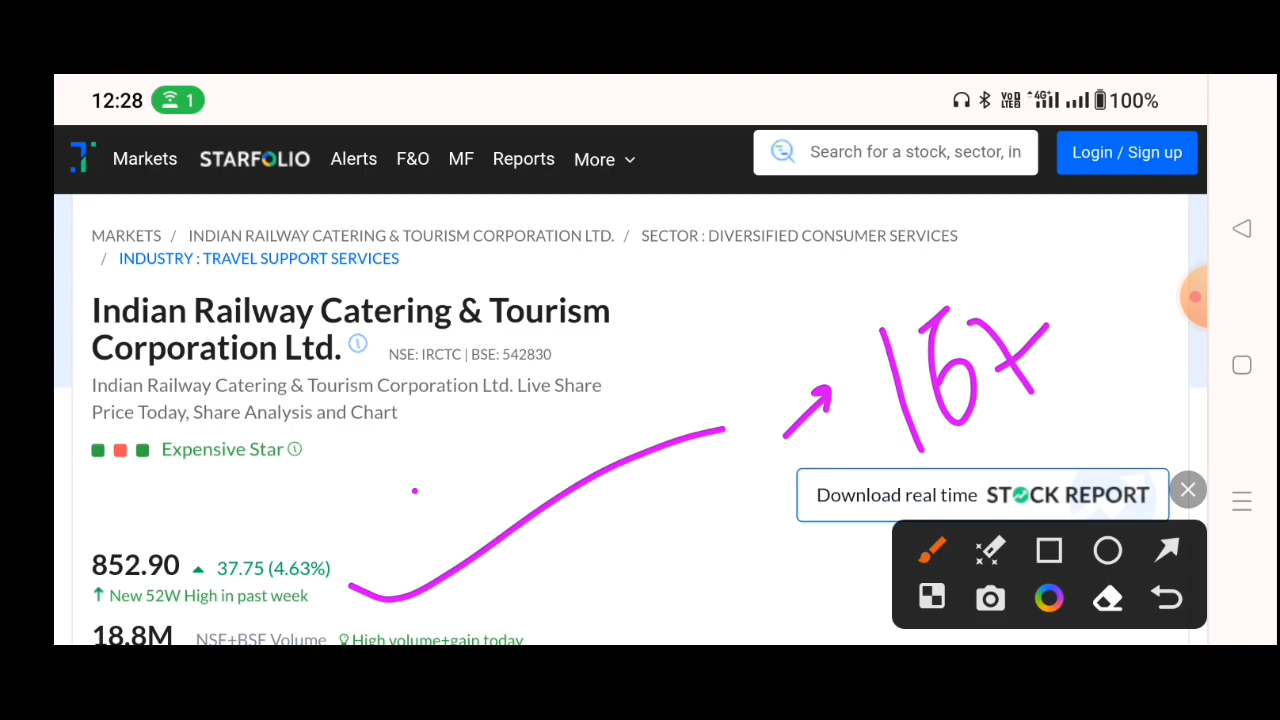 12:28 1 VoD LTE 2 4G+ 100%
Markets STARFOLIO Alerts F&O MF Reports More Search for a stock, sector, in Login / Sign up
MARKETS / INDIAN RAILWAY CATERING & TOURISM CORPORATION LTD. / SECTOR : DIVERSIFIED CONSUMER SERVICES
/ INDUSTRY : TRAVEL SUPPORT SERVICES
Indian Railway Catering & Tourism
Corporation Ltd. NSE: IRCTC | BSE: 542830
Indian Railway Catering & Tourism Corporation Ltd. Live Share
Price Today, Share Analysis and Chart
16x
Expensive Star
Download real time STOCK REPORT
852.90 37.75 (4.63%)
New 52W High in past week
18.8M NSE+BSE Volume High volume+gain today